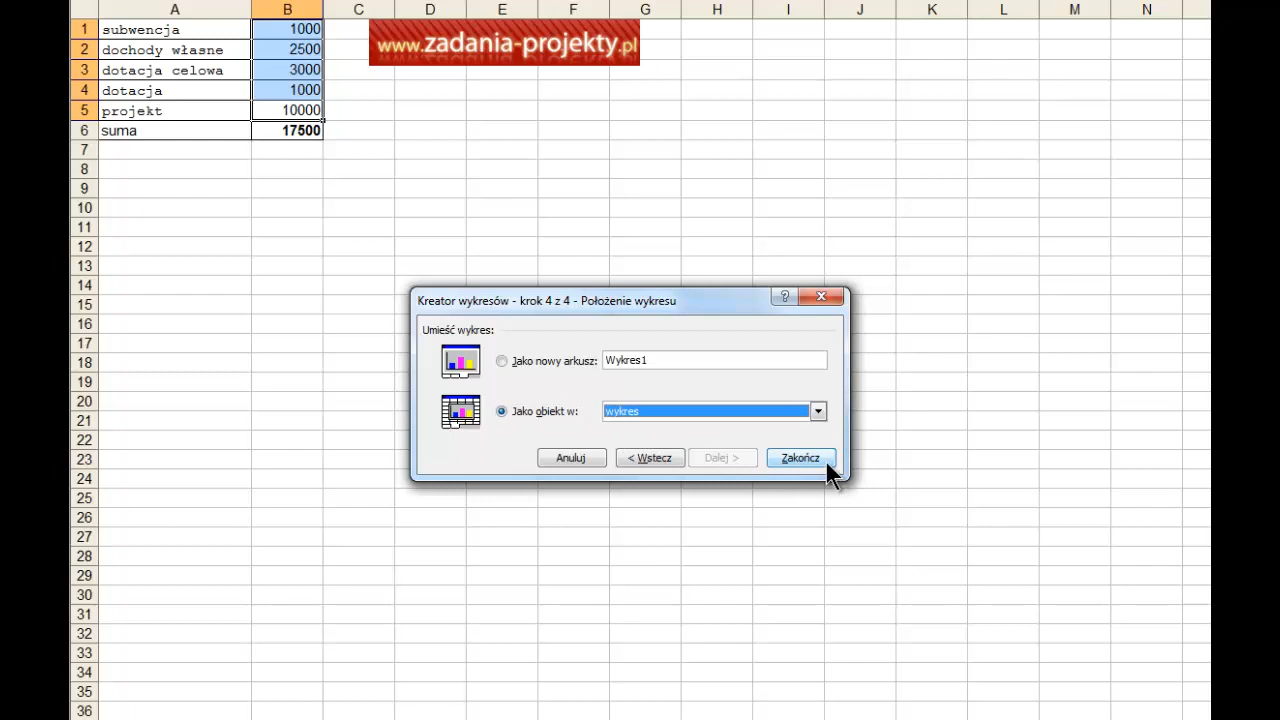 A B C D E F G H I J K L M N
1 subwencja 1000
2 dochody własne 2500
3 dotacja celowa 3000
4 dotacja 1000
5 projekt 10000
6 suma 17500
7
8
9
10
11
12
13
14
15
16
17
18
19
20
21
22
23
24
25
26
27
28
29
30
31
32
33
34
35
36
www.zadania-projekty.pl
Kreator wykresów - krok 4 z 4 - Położenie wykresu
Umieść wykres:
Jako nowy arkusz: Wykres1
Jako obiekt w: wykres
Anuluj < Wstecz Dalej > Zakończ